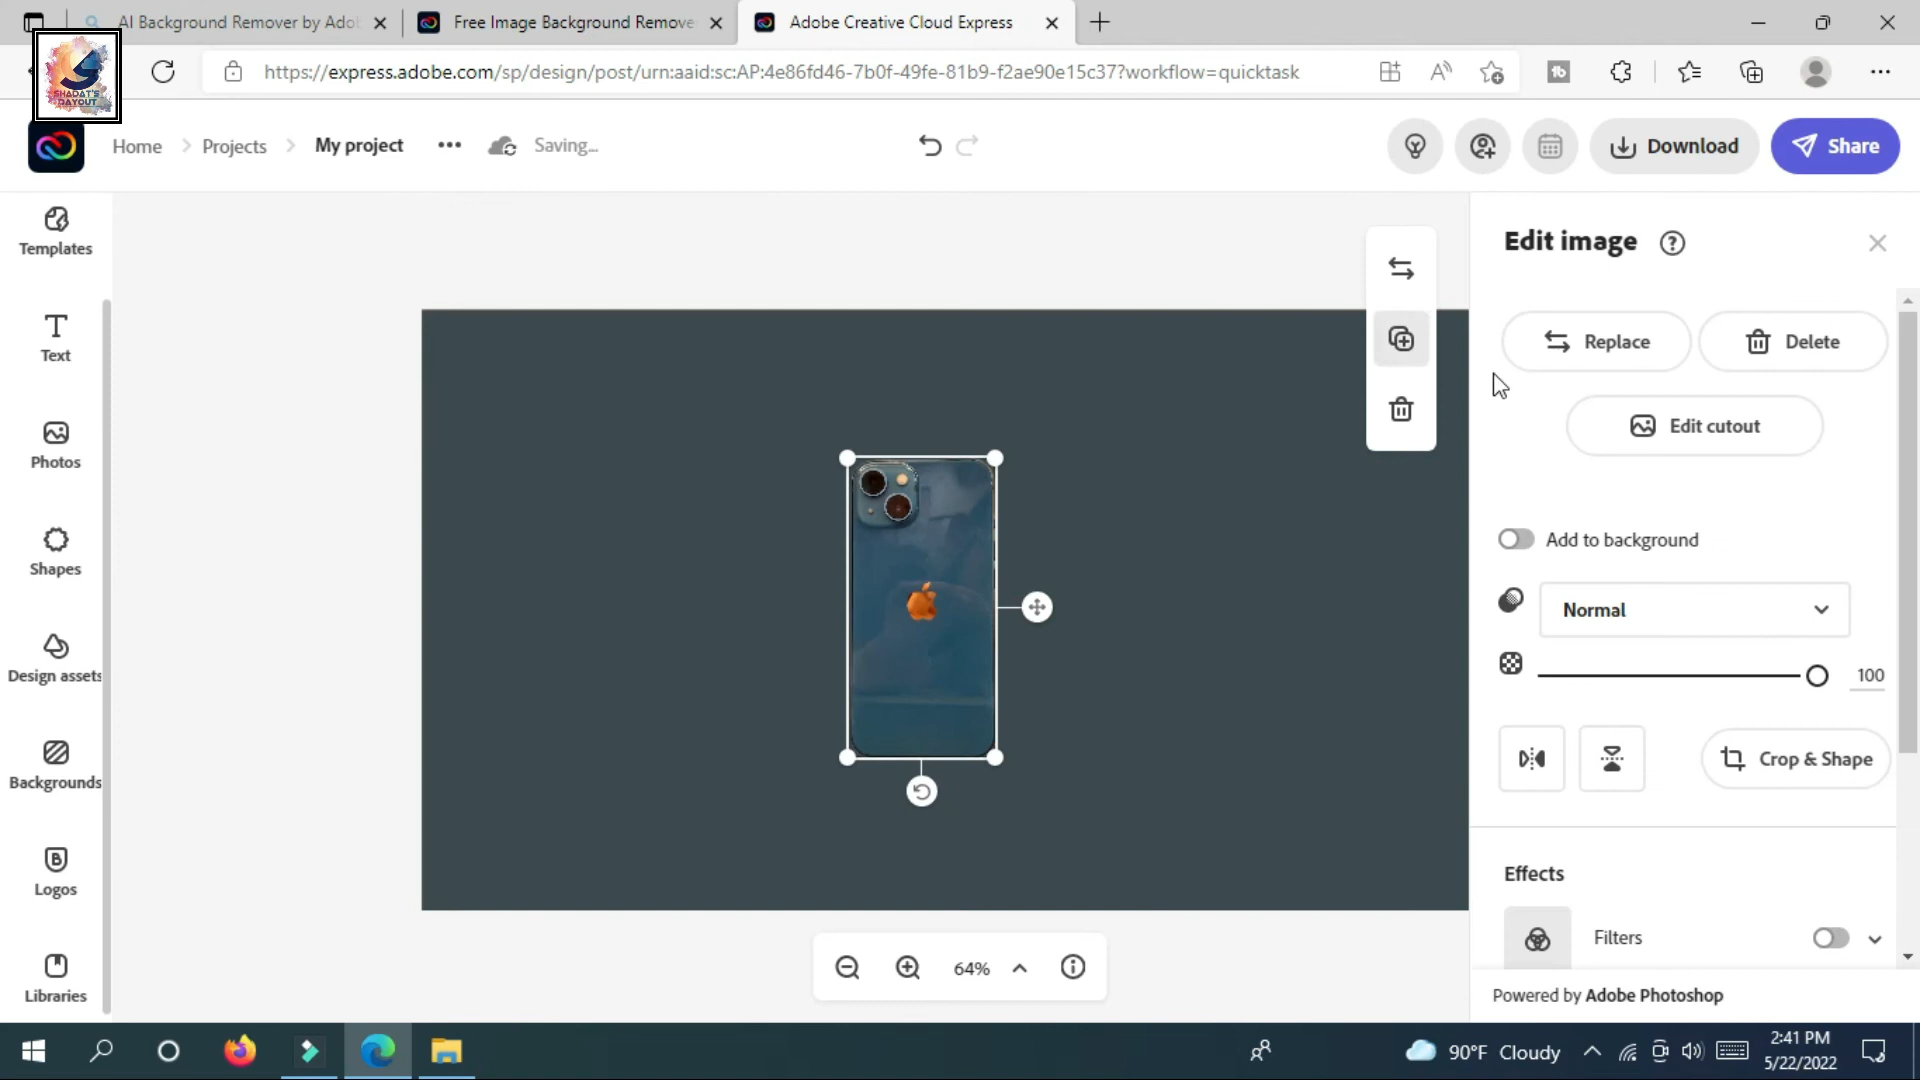 AI Background Remover by Ado
Free Image Background Remove
Adobe Creative Cloud Express
https://express.adobe.com/sp/design/post/urn:aaid:sc:AP:4e86fd46-7b0f-49fe-81b9-f2ae90e15c37?workflow=quicktask
SHADAT'S
DAYOUT
Home
Projects
My project
Saving...
Download
Share
Templates
Text
Photos
Shapes
Design assets
Backgrounds
Logos
Libraries
64%
Edit image
Replace
Delete
Edit cutout
Add to background
Normal
100
Crop & Shape
Effects
Filters
Powered by Adobe Photoshop
90°F Cloudy
2:41 PM
5/22/2022